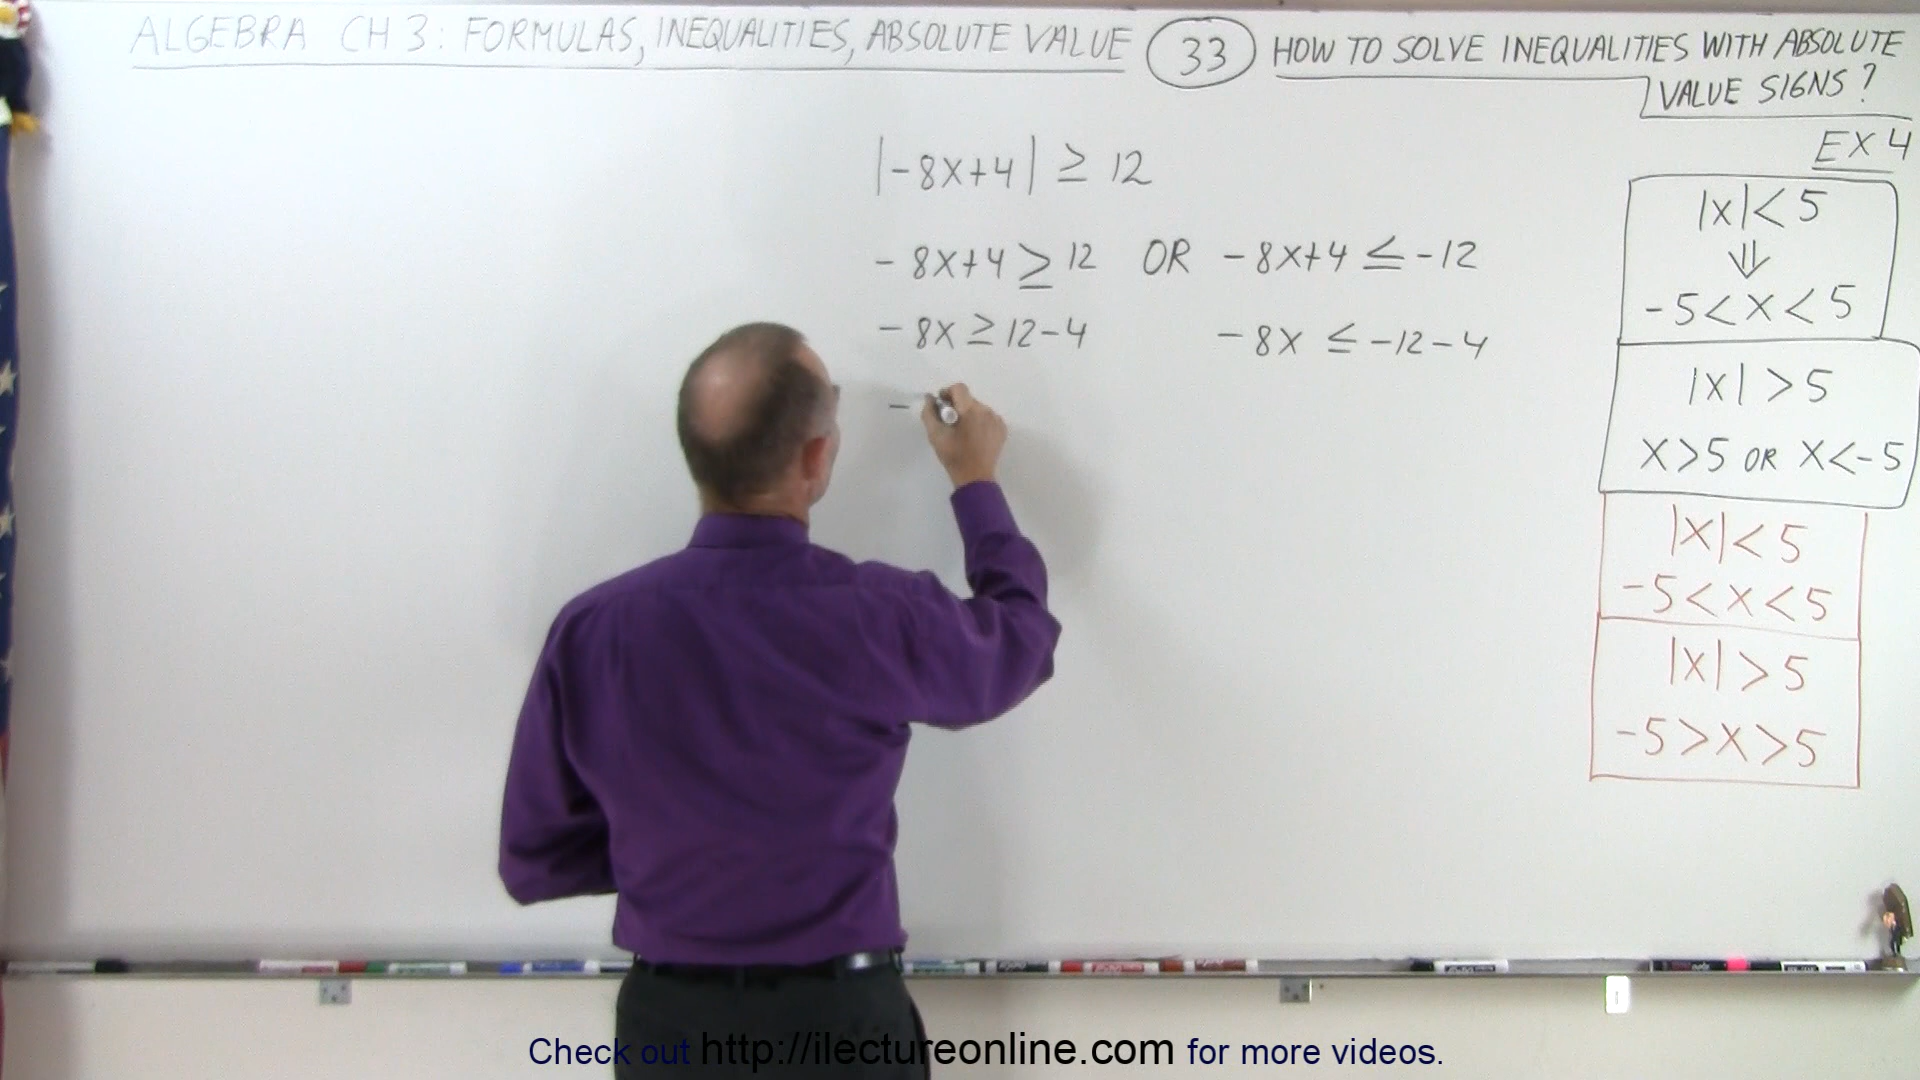 ALGEBRA CH 3: FORMULAS, INEQUALITIES, ABSOLUTE VALUE 33 HOW TO SOLVE INEQUALITIES WITH ABSOLUTE
VALUE SIGNS?
EX 4
|-8X+4| ≥ 12
-8X+4 ≥ 12 OR -8X+4 ≤ -12
-8X ≥ 12-4 -8X ≤ -12-4
-
|X|<5
⇓
-5<X<5
|X|>5
X>5 OR X<-5
|X|<5
-5<X<5
|X|>5
-5>X>5
Check out http://ilectureonline.com for more videos.